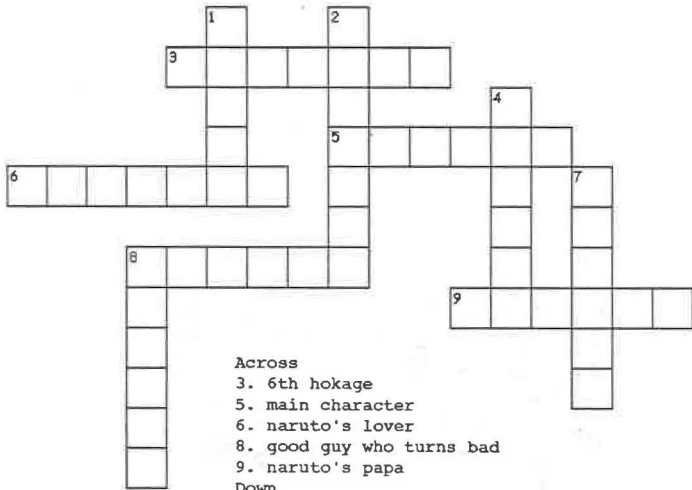 1
2
3
4
5
6
7
8
9
Across
3. 6th hokage
5. main character
6. naruto's lover
8. good guy who turns bad
9. naruto's papa
Down